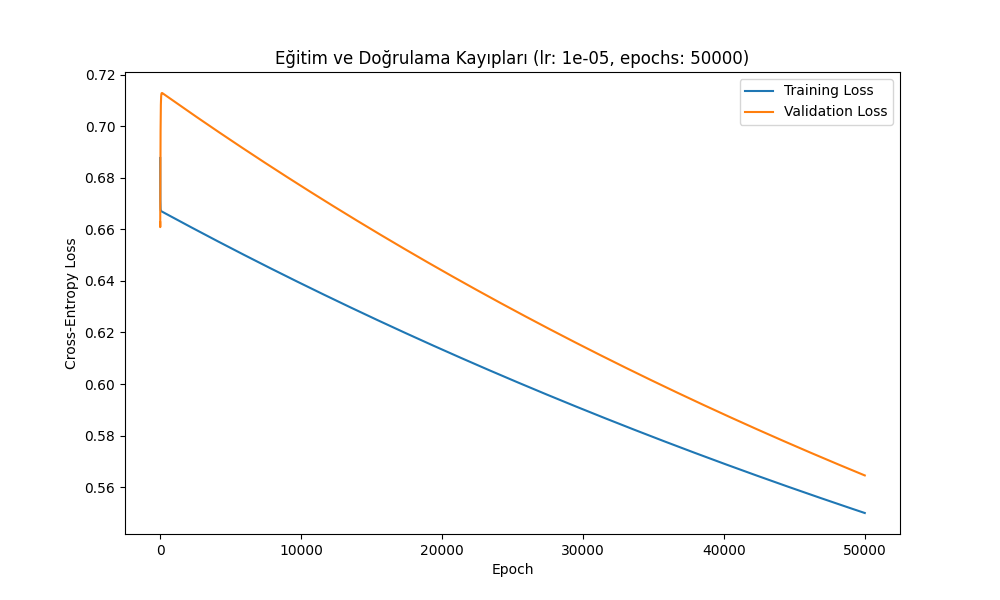 Eğitim ve Doğrulama Kayıpları (lr: 1e-05, epochs: 50000)
Training Loss
Validation Loss
Cross-Entropy Loss
0.72
0.70
0.68
0.66
0.64
0.62
0.60
0.58
0.56
0 10000 20000 30000 40000 50000
Epoch